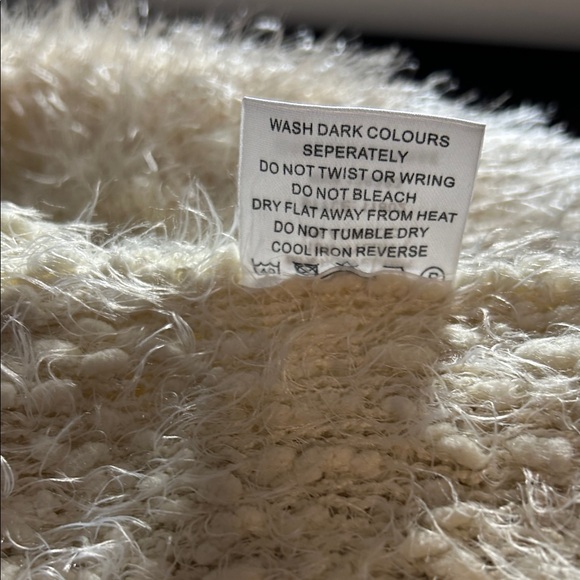 WASH DARK COLOURS
SEPERATELY
DO NOT TWIST OR WRING
DO NOT BLEACH
DRY FLAT AWAY FROM HEAT
DO NOT TUMBLE DRY
COOL IRON REVERSE